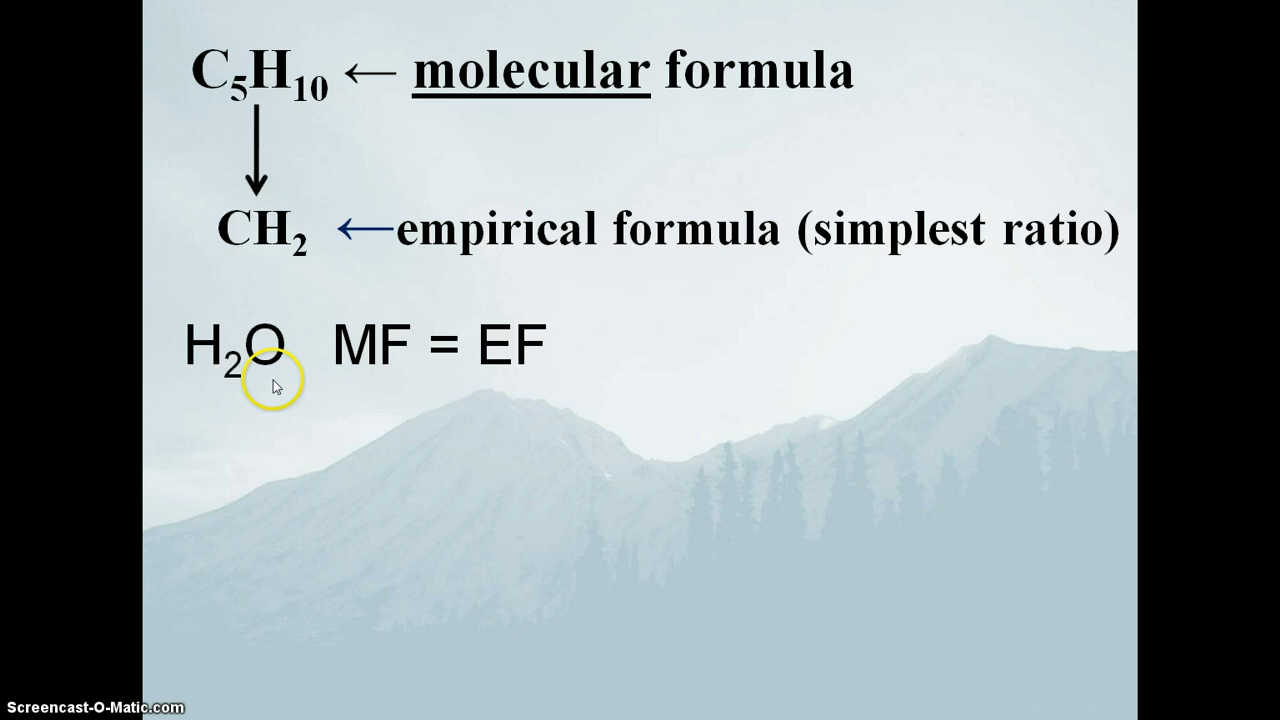 C₅H₁₀ ← molecular formula
CH₂ ←empirical formula (simplest ratio)
H₂O MF = EF
Screencast-O-Matic.com